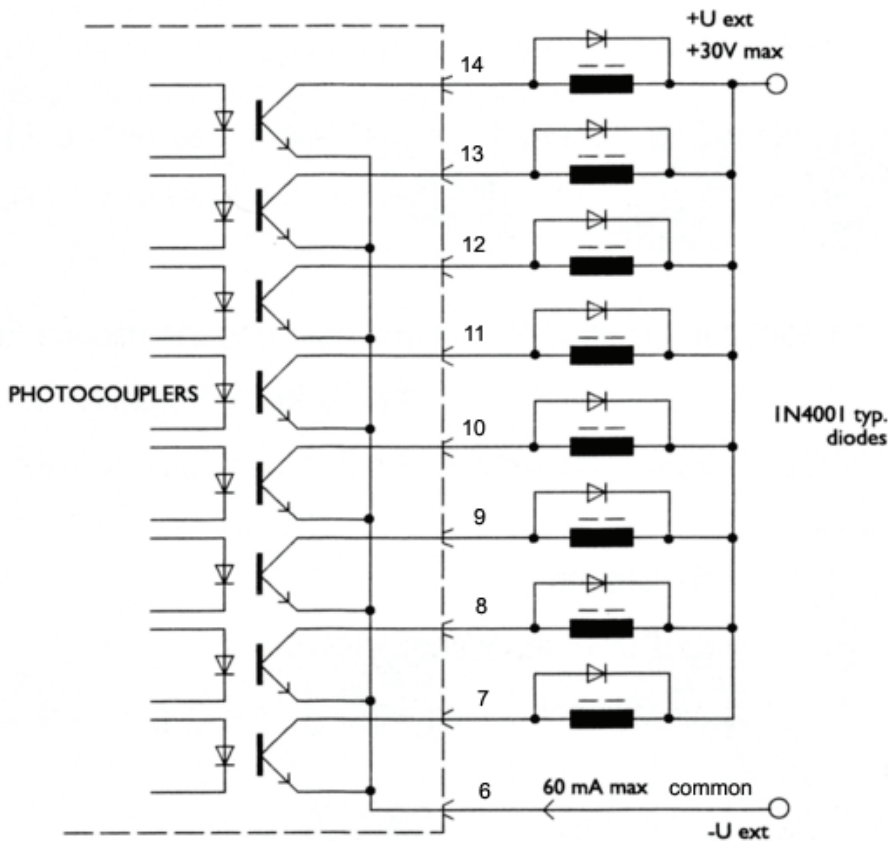 +U ext
+30V max
14
13
12
11
PHOTOCOUPLERS
1N4001 typ.
diodes
10
9
8
7
6 60 mA max common
-U ext